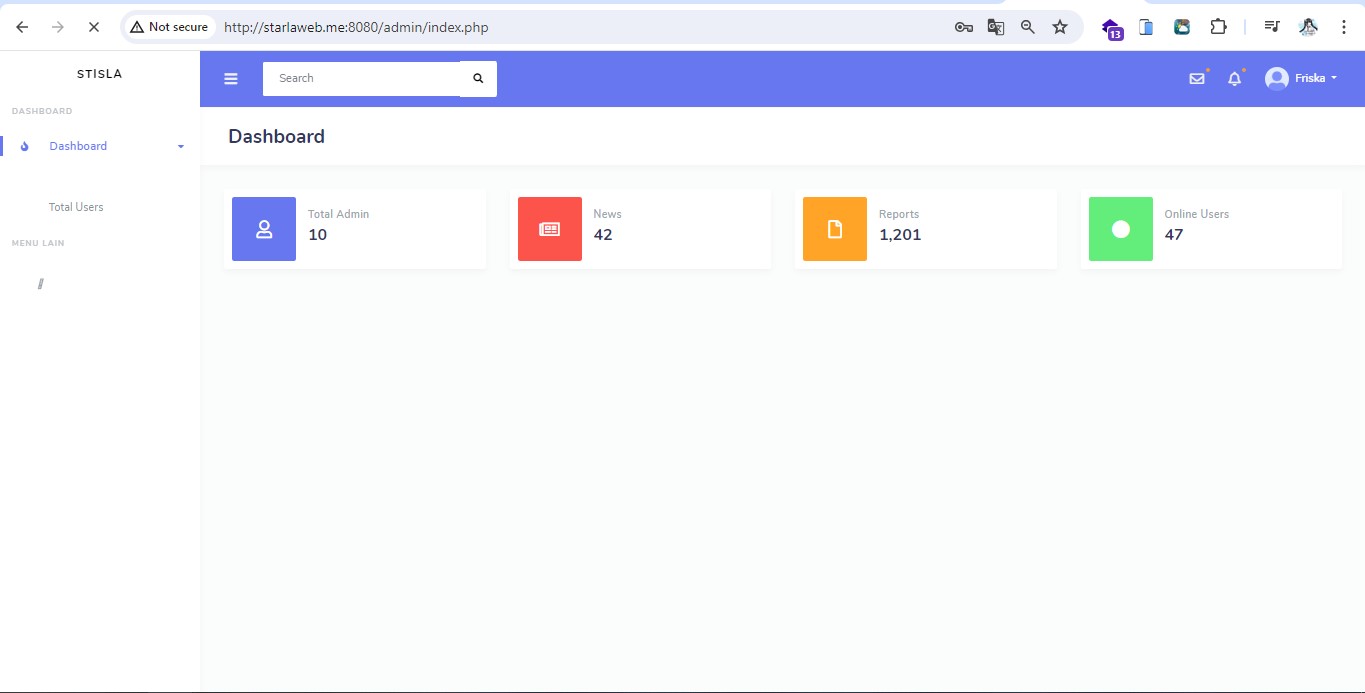 Not secure
http://starlaweb.me:8080/admin/index.php
13
STISLA
Search
Friska
DASHBOARD
Dashboard
Dashboard
Total Users
MENU LAIN
//
Total Admin
10
News
42
Reports
1,201
Online Users
47